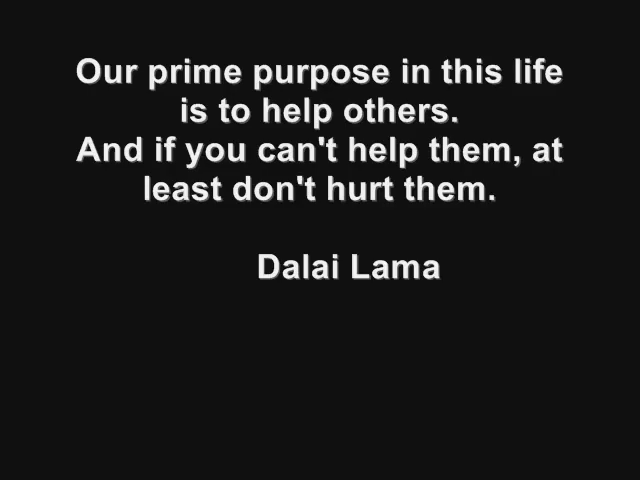 Our prime purpose in this life
is to help others.
And if you can't help them, at
least don't hurt them.
Dalai Lama